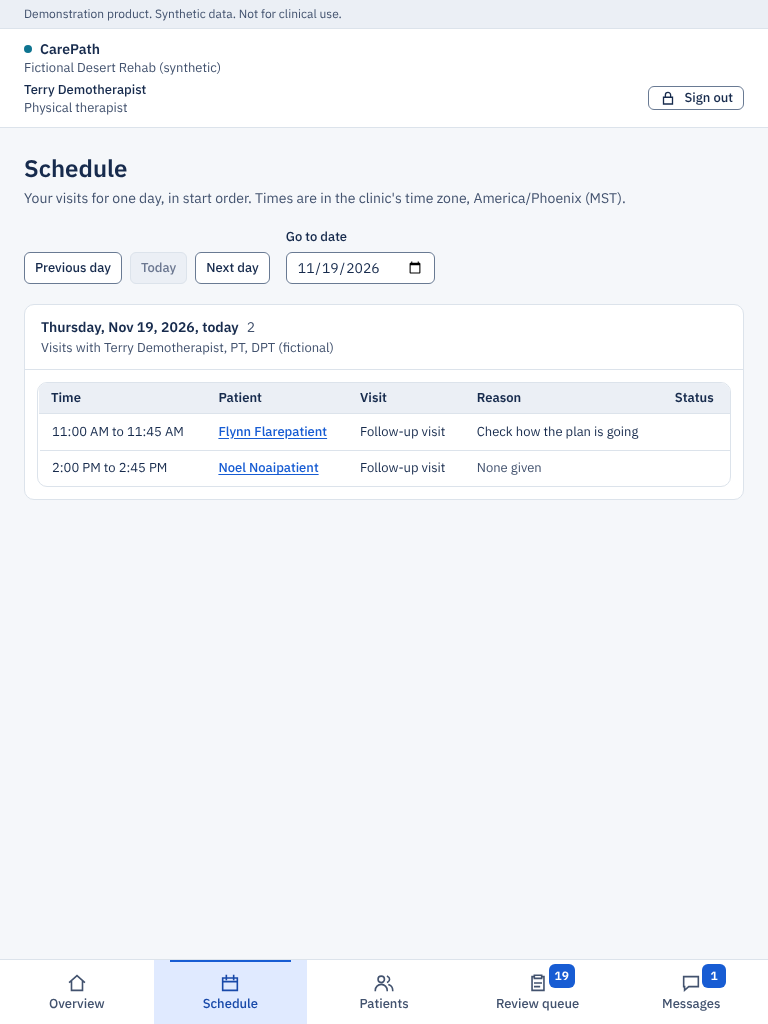 Demonstration product. Synthetic data. Not for clinical use.
CarePath
Fictional Desert Rehab (synthetic)
Terry Demotherapist
Physical therapist
Sign out
Schedule
Your visits for one day, in start order. Times are in the clinic's time zone, America/Phoenix (MST).
Go to date
Previous day Today Next day 11/19/2026
Thursday, Nov 19, 2026, today 2
Visits with Terry Demotherapist, PT, DPT (fictional)
Time Patient Visit Reason Status
11:00 AM to 11:45 AM Flynn Flarepatient Follow-up visit Check how the plan is going
2:00 PM to 2:45 PM Noel Noaipatient Follow-up visit None given
19 1
Overview Schedule Patients Review queue Messages